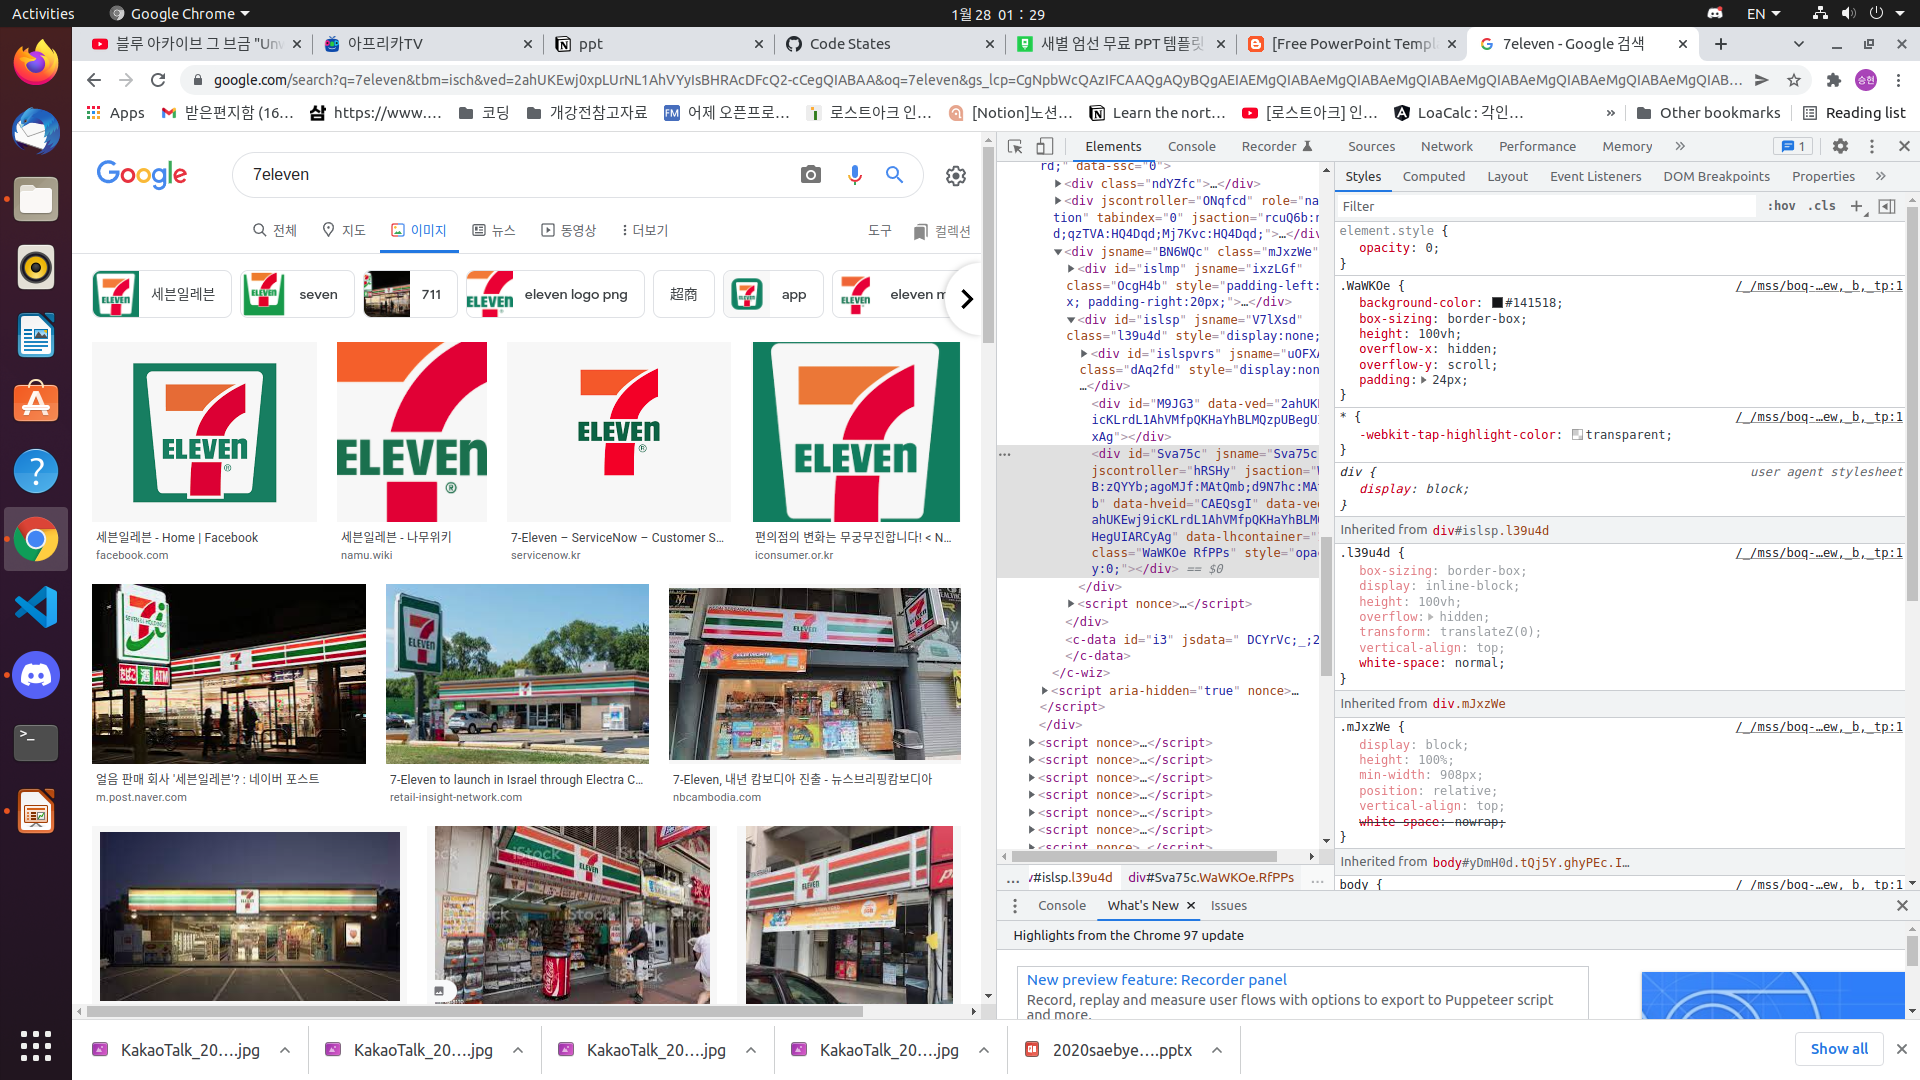 Activities
Google Chrome
1월 28 01 : 29
EN
블루 아카이브 그 브금 "Unw
아프리카TV
ppt
Code States
새별 엄선 무료 PPT 템플릿
[Free PowerPoint Templa
7eleven - Google 검색
google.com/search?q=7eleven&tbm=isch&ved=2ahUKEwj0xpLUrNL1AhVYyIsBHRAcDFcQ2-cCegQIABAA&oq=7eleven&gs_lcp=CgNpbWcQAzIFCAAQgAQyBQgAEIAEMgQIABAeMgQIABAeMgQIABAeMgQIABAeMgQIABAeMgQIABAeMgQIAB…
승현
Apps
받은편지함 (16…
https://www.…
코딩
개강전참고자료
어제 오픈프로…
로스트아크 인…
[Notion]노션…
Learn the nort…
[로스트아크] 인…
LoaCalc : 각인…
Other bookmarks
Reading list
Google
7eleven
전체
지도
이미지
뉴스
동영상
더보기
도구
컬렉션
세븐일레븐
seven
711
eleven logo png
超商
app
eleven m
ELEVEN
ELEVEN
ELEVEN
ELEVEN
세븐일레븐 - Home | Facebook
facebook.com
세븐일레븐 - 나무위키
namu.wiki
7-Eleven – ServiceNow – Customer S...
servicenow.kr
편의점의 변화는 무궁무진합니다! < N...
iconsumer.or.kr
얼음 판매 회사 '세븐일레븐'? : 네이버 포스트
m.post.naver.com
7-Eleven to launch in Israel through Electra C...
retail-insight-network.com
7-Eleven, 내년 캄보디아 진출 - 뉴스브리핑캄보디아
nbcambodia.com
Elements
Console
Recorder
Sources
Network
Performance
Memory
1
rd;" data-ssc="0">
<div class="ndYZfc">…</div>
<div jscontroller="ONqfcd" role="na
tion" tabindex="0" jsaction="rcuQ6b:n
d;qzTVA:HQ4Dqd;Mj7Kvc:HQ4Dqd;">…</div
<div jsname="BN6WQc" class="mJxzWe"
<div id="islmp" jsname="ixzLGf"
class="OcgH4b" style="padding-left:
x; padding-right:20px;">…</div>
<div id="islsp" jsname="V7lXsd"
class="l39u4d" style="display:none;
<div id="islspvrs" jsname="uOFXA
class="dAq2fd" style="display:non
…</div>
<div id="M9JG3" data-ved="2ahUKE
icKLrdL1AhVMfpQKHaYhBLMQzpUBegUI
xAg"></div>
<div id="Sva75c" jsname="Sva75c
jscontroller="hRSHy" jsaction="
B:zQYYb;agoMJf:MAtQmb;d9N7hc:MAt
b" data-hveid="CAEQsgI" data-ved
ahUKEwj9icKLrdL1AhVMfpQKHaYhBLMQ
HegUIARCyAg" data-lhcontainer="
class="WaWKOe RfPPs" style="opac
y:0;"></div> == $0
</div>
<script nonce>…</script>
</div>
<c-data id="i3" jsdata=" DCYrVc;_;2
</c-data>
</c-wiz>
<script aria-hidden="true" nonce>…
</script>
</div>
<script nonce>…</script>
<script nonce>…</script>
<script nonce>…</script>
<script nonce>…</script>
<script nonce>…</script>
<script nonce>…</script>
<script nonce>…</script>
…
v#islsp.l39u4d
div#Sva75c.WaWKOe.RfPPs
…
Styles
Computed
Layout
Event Listeners
DOM Breakpoints
Properties
Filter
:hov
.cls
element.style {
opacity: 0;
}
.WaWKOe {
/_/mss/boq-…ew,_b,_tp:1
background-color: #141518;
box-sizing: border-box;
height: 100vh;
overflow-x: hidden;
overflow-y: scroll;
padding: 24px;
}
* {
/_/mss/boq-…ew,_b,_tp:1
-webkit-tap-highlight-color: transparent;
}
div {
user agent stylesheet
display: block;
}
Inherited from div#islsp.l39u4d
.l39u4d {
/_/mss/boq-…ew,_b,_tp:1
box-sizing: border-box;
display: inline-block;
height: 100vh;
overflow: hidden;
transform: translateZ(0);
vertical-align: top;
white-space: normal;
}
Inherited from div.mJxzWe
.mJxzWe {
/_/mss/boq-…ew,_b,_tp:1
display: block;
height: 100%;
min-width: 908px;
position: relative;
vertical-align: top;
white-space: nowrap;
}
Inherited from body#yDmH0d.tQj5Y.ghyPEc.I…
body {
/_/mss/boq-…ew,_b,_tp:1
Console
What's New
Issues
Highlights from the Chrome 97 update
New preview feature: Recorder panel
Record, replay and measure user flows with options to export to Puppeteer script
and more.
KakaoTalk_20….jpg
KakaoTalk_20….jpg
KakaoTalk_20….jpg
KakaoTalk_20….jpg
2020saebye….pptx
Show all